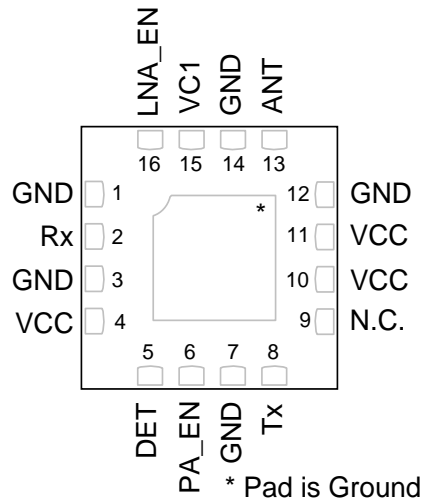 LNA_EN
VC1
GND
ANT
16
15
14
13
GND 1
12 GND
Rx 2
*
11 VCC
GND 3
10 VCC
VCC 4
9 N.C.
5
6
7
8
DET
PA_EN
GND
Tx
* Pad is Ground